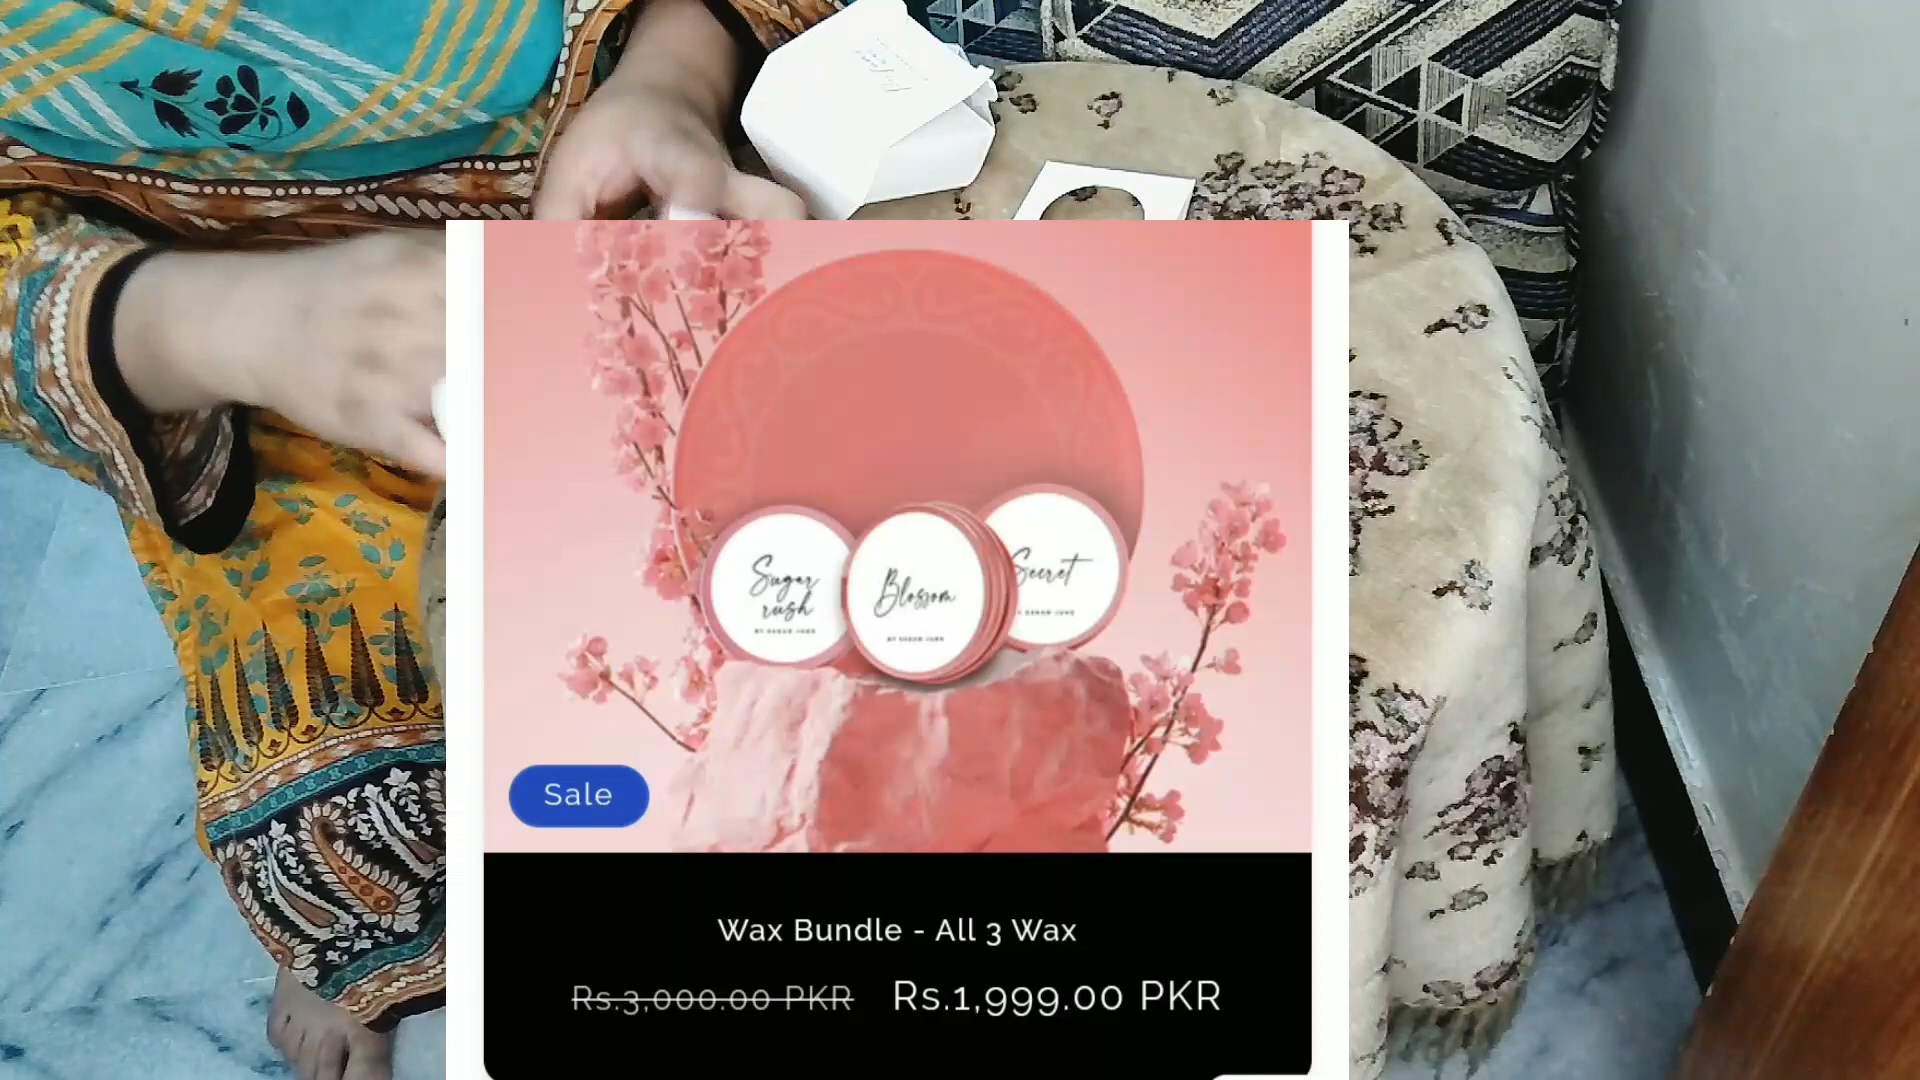 Sugar
rush
Blossom
Secret
Sale
Wax Bundle - All 3 Wax
Rs.3,000.00 PKR Rs.1,999.00 PKR